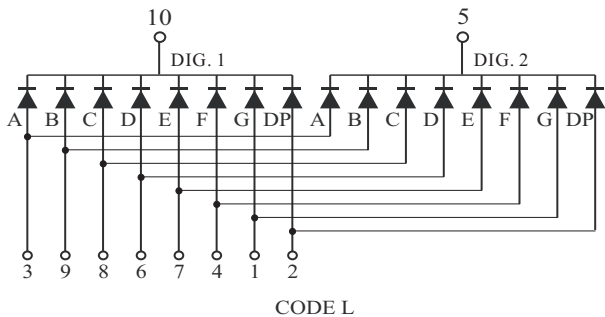 10 5
DIG. 1 DIG. 2
A B C D E F G DP A B C D E F G DP
3 9 8 6 7 4 1 2
CODE L